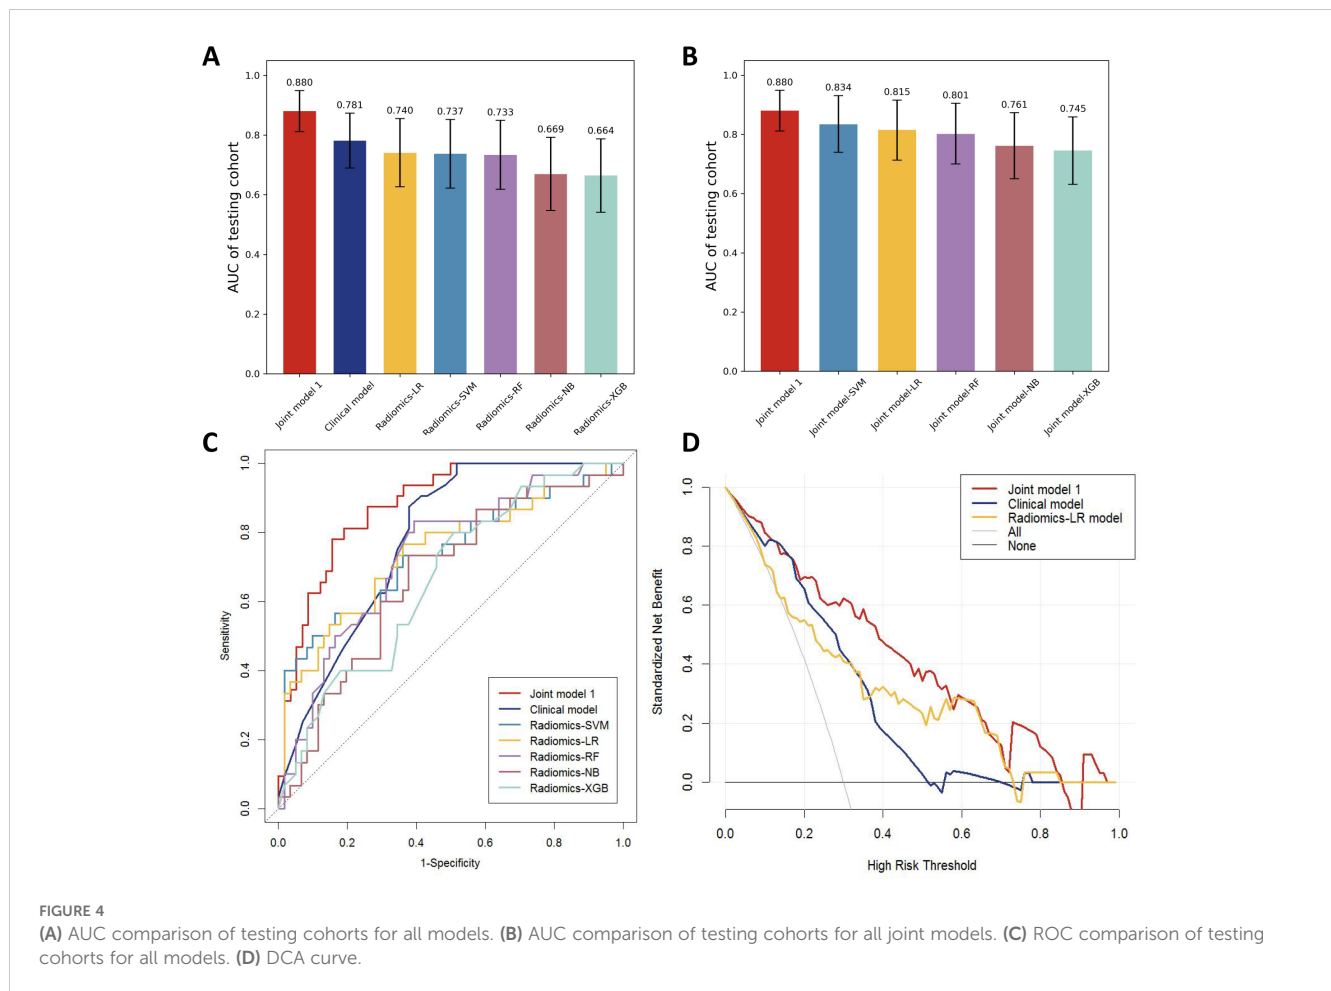 A
1.0
0.8
0.6
0.4
0.2
0.0
AUC of testing cohort
0.880
0.781
0.740
0.737
0.733
0.669
0.664
Joint model 1
Clinical model
Radiomics-LR
Radiomics-SVM
Radiomics-RF
Radiomics-NB
Radiomics-XGB
B
1.0
0.8
0.6
0.4
0.2
0.0
AUC of testing cohort
0.880
0.834
0.815
0.801
0.761
0.745
Joint model 1
Joint model-SVM
Joint model-LR
Joint model-RF
Joint model-NB
Joint model-XGB
C
1.0
0.8
0.6
0.4
0.2
0.0
Sensitivity
Joint model 1
Clinical model
Radiomics-SVM
Radiomics-LR
Radiomics-RF
Radiomics-NB
Radiomics-XGB
0.0 0.2 0.4 0.6 0.8 1.0
1-Specificity
D
1.0
0.8
0.6
0.4
0.2
0.0
Standardized Net Benefit
Joint model 1
Clinical model
Radiomics-LR model
All
None
0.0 0.2 0.4 0.6 0.8 1.0
High Risk Threshold
FIGURE 4
(A) AUC comparison of testing cohorts for all models. (B) AUC comparison of testing cohorts for all joint models. (C) ROC comparison of testing
cohorts for all models. (D) DCA curve.